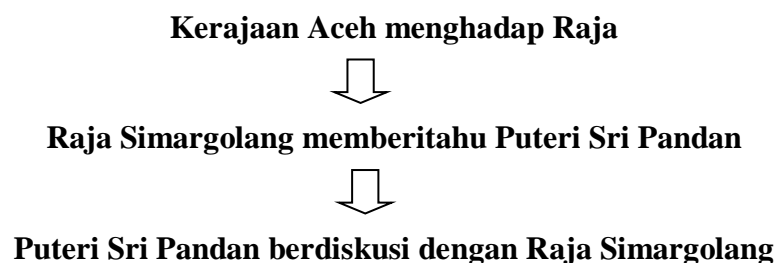 Kerajaan Aceh menghadap Raja
Raja Simargolang memberitahu Puteri Sri Pandan
Puteri Sri Pandan berdiskusi dengan Raja Simargolang